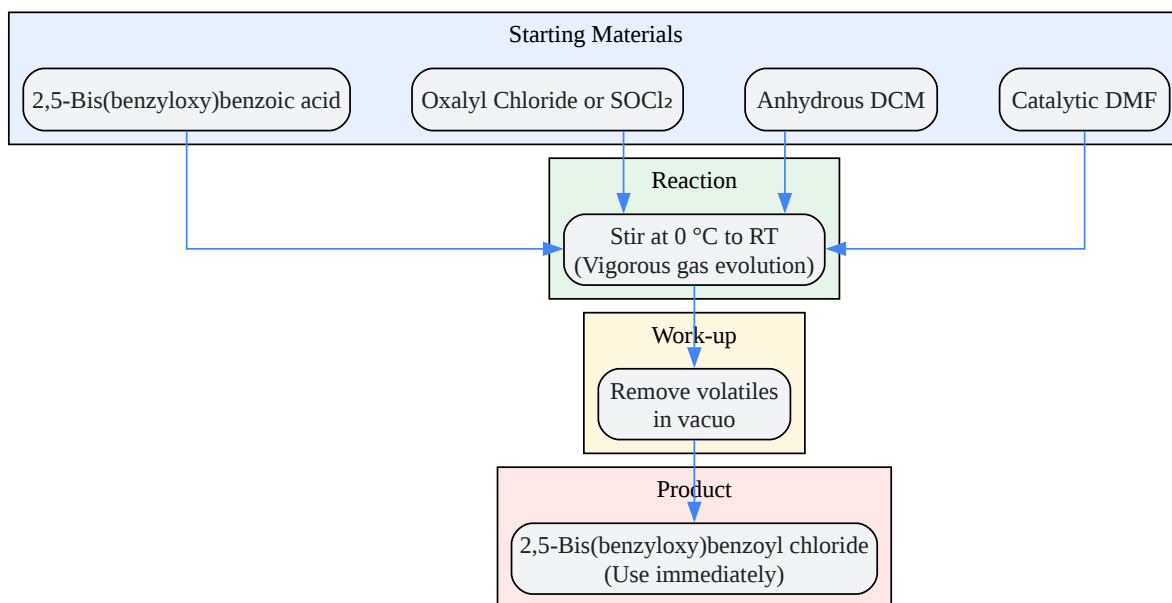 Starting Materials
2,5-Bis(benzyloxy)benzoic acid
Oxalyl Chloride or SOCl₂
Anhydrous DCM
Catalytic DMF
Reaction
Stir at 0 °C to RT
(Vigorous gas evolution)
Work-up
Remove volatiles
in vacuo
Product
2,5-Bis(benzyloxy)benzoyl chloride
(Use immediately)